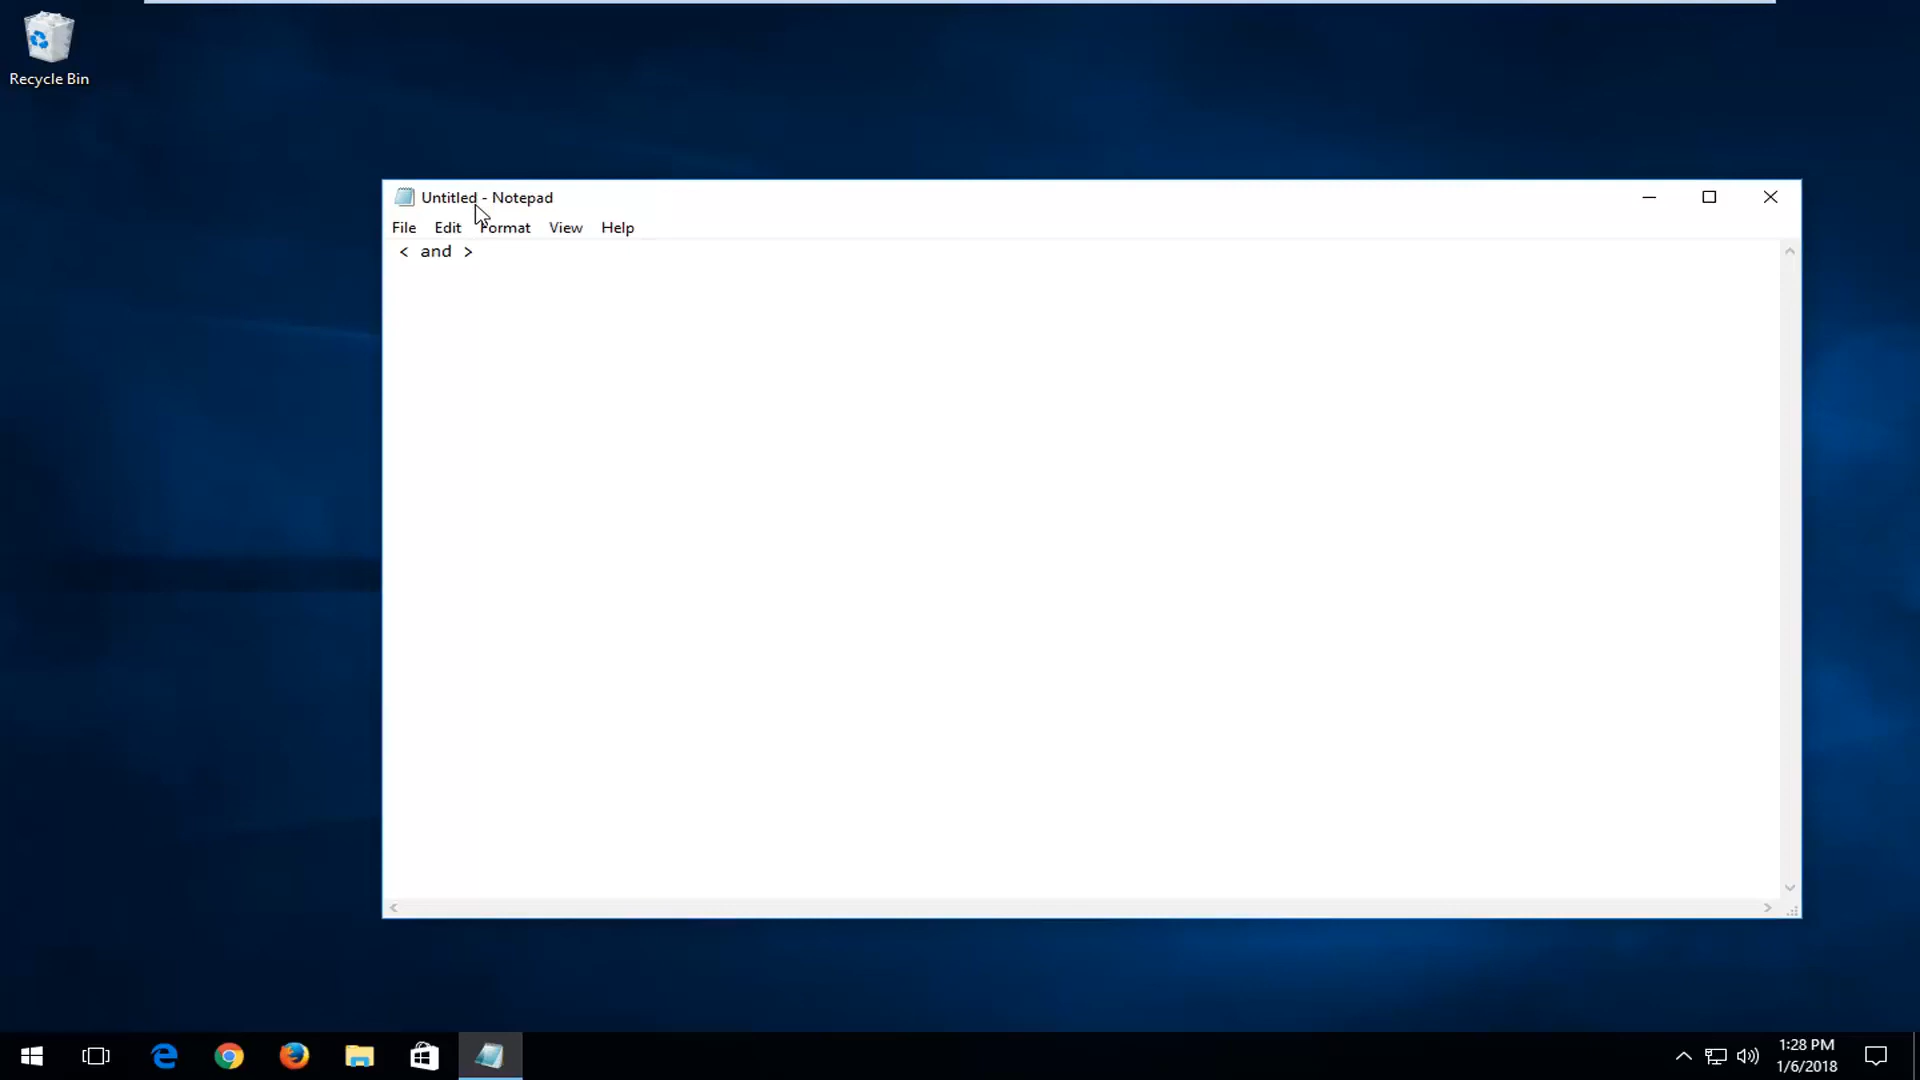 Recycle Bin
Untitled - Notepad
File Edit Format View Help
< and >
1:28 PM
1/6/2018